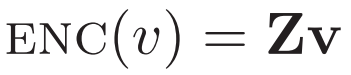 ENC(v) = Zv